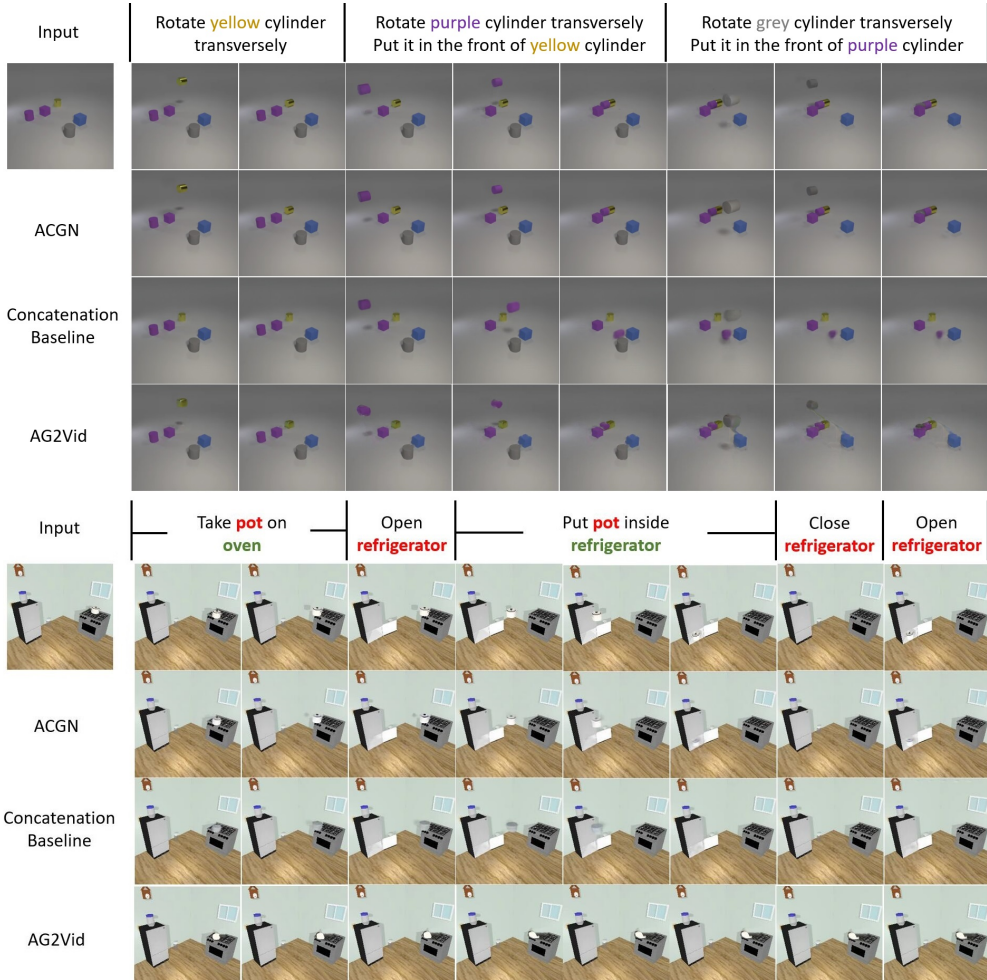 Input
Rotate yellow cylinder
transversely
Rotate purple cylinder transversely
Put it in the front of yellow cylinder
Rotate grey cylinder transversely
Put it in the front of purple cylinder
ACGN
Concatenation
Baseline
AG2Vid
Input
Take pot on
oven
Open
refrigerator
Put pot inside
refrigerator
Close
refrigerator
Open
refrigerator
ACGN
Concatenation
Baseline
AG2Vid